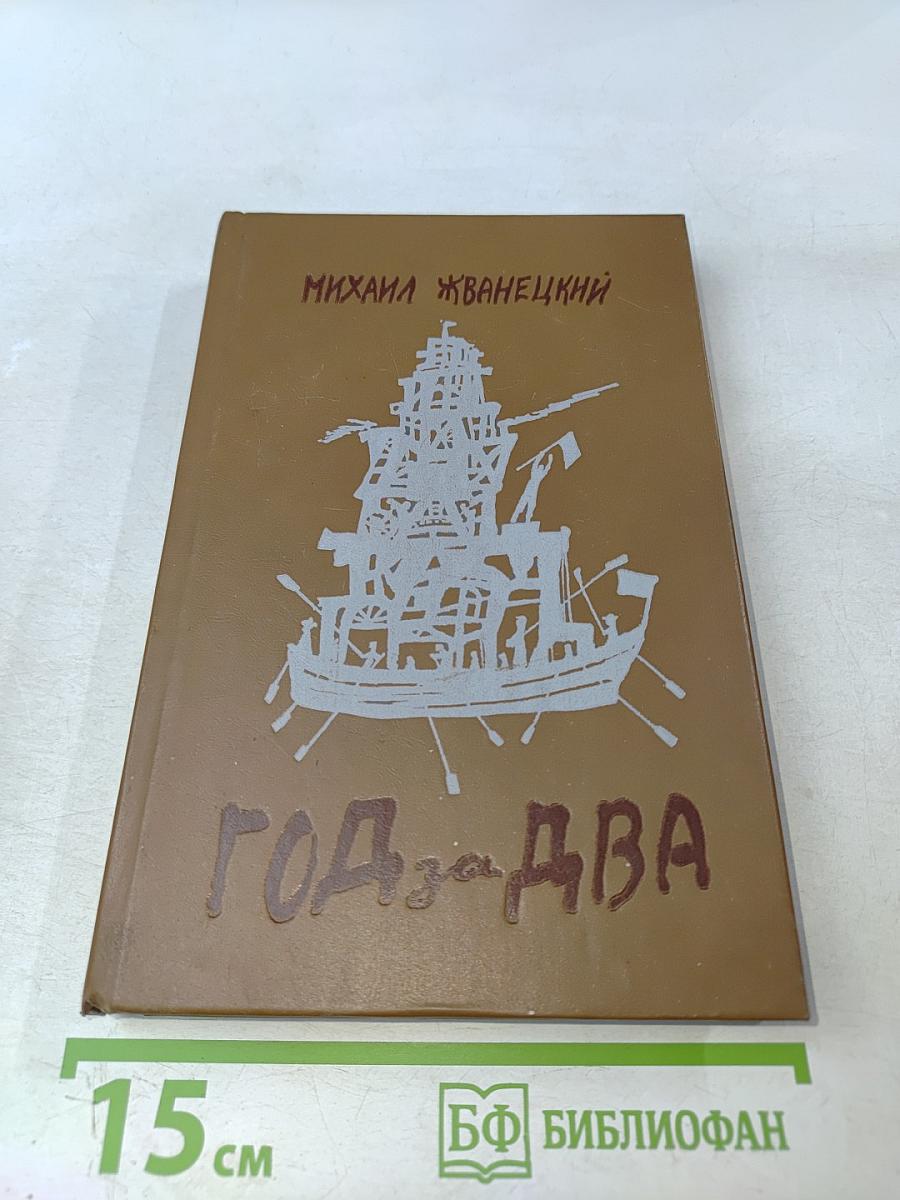 МИХАИЛ ЖВАНЕЦКИЙ
ГОД за ДВА
15 см
БФ БИБЛИОФАН